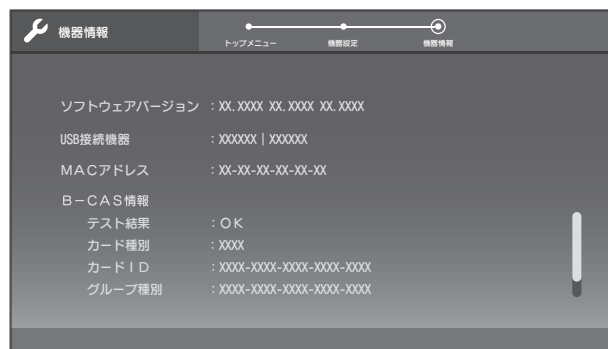 機器情報
トップメニュー 機器設定 機器情報
ソフトウェアバージョン :XX.XXXX XX.XXXX XX.XXXX
USB接続機器 :XXXXXX | XXXXXX
MACアドレス :XX-XX-XX-XX-XX-XX
B-CAS情報
テスト結果 :OK
カード種別 :XXXX
カードID :XXXX-XXXX-XXXX-XXXX-XXXX
グループ種別 :XXXX-XXXX-XXXX-XXXX-XXXX